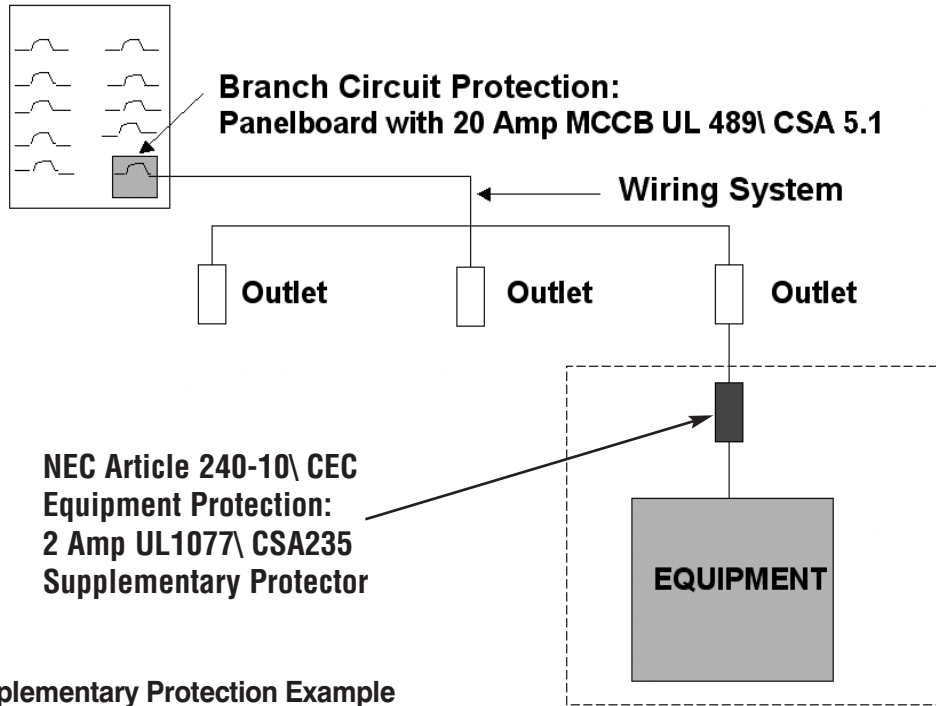 Branch Circuit Protection:
Panelboard with 20 Amp MCCB UL 489\ CSA 5.1
Wiring System
Outlet
Outlet
Outlet
NEC Article 240-10\ CEC
Equipment Protection:
2 Amp UL1077\ CSA235
Supplementary Protector
EQUIPMENT
plementary Protection Example